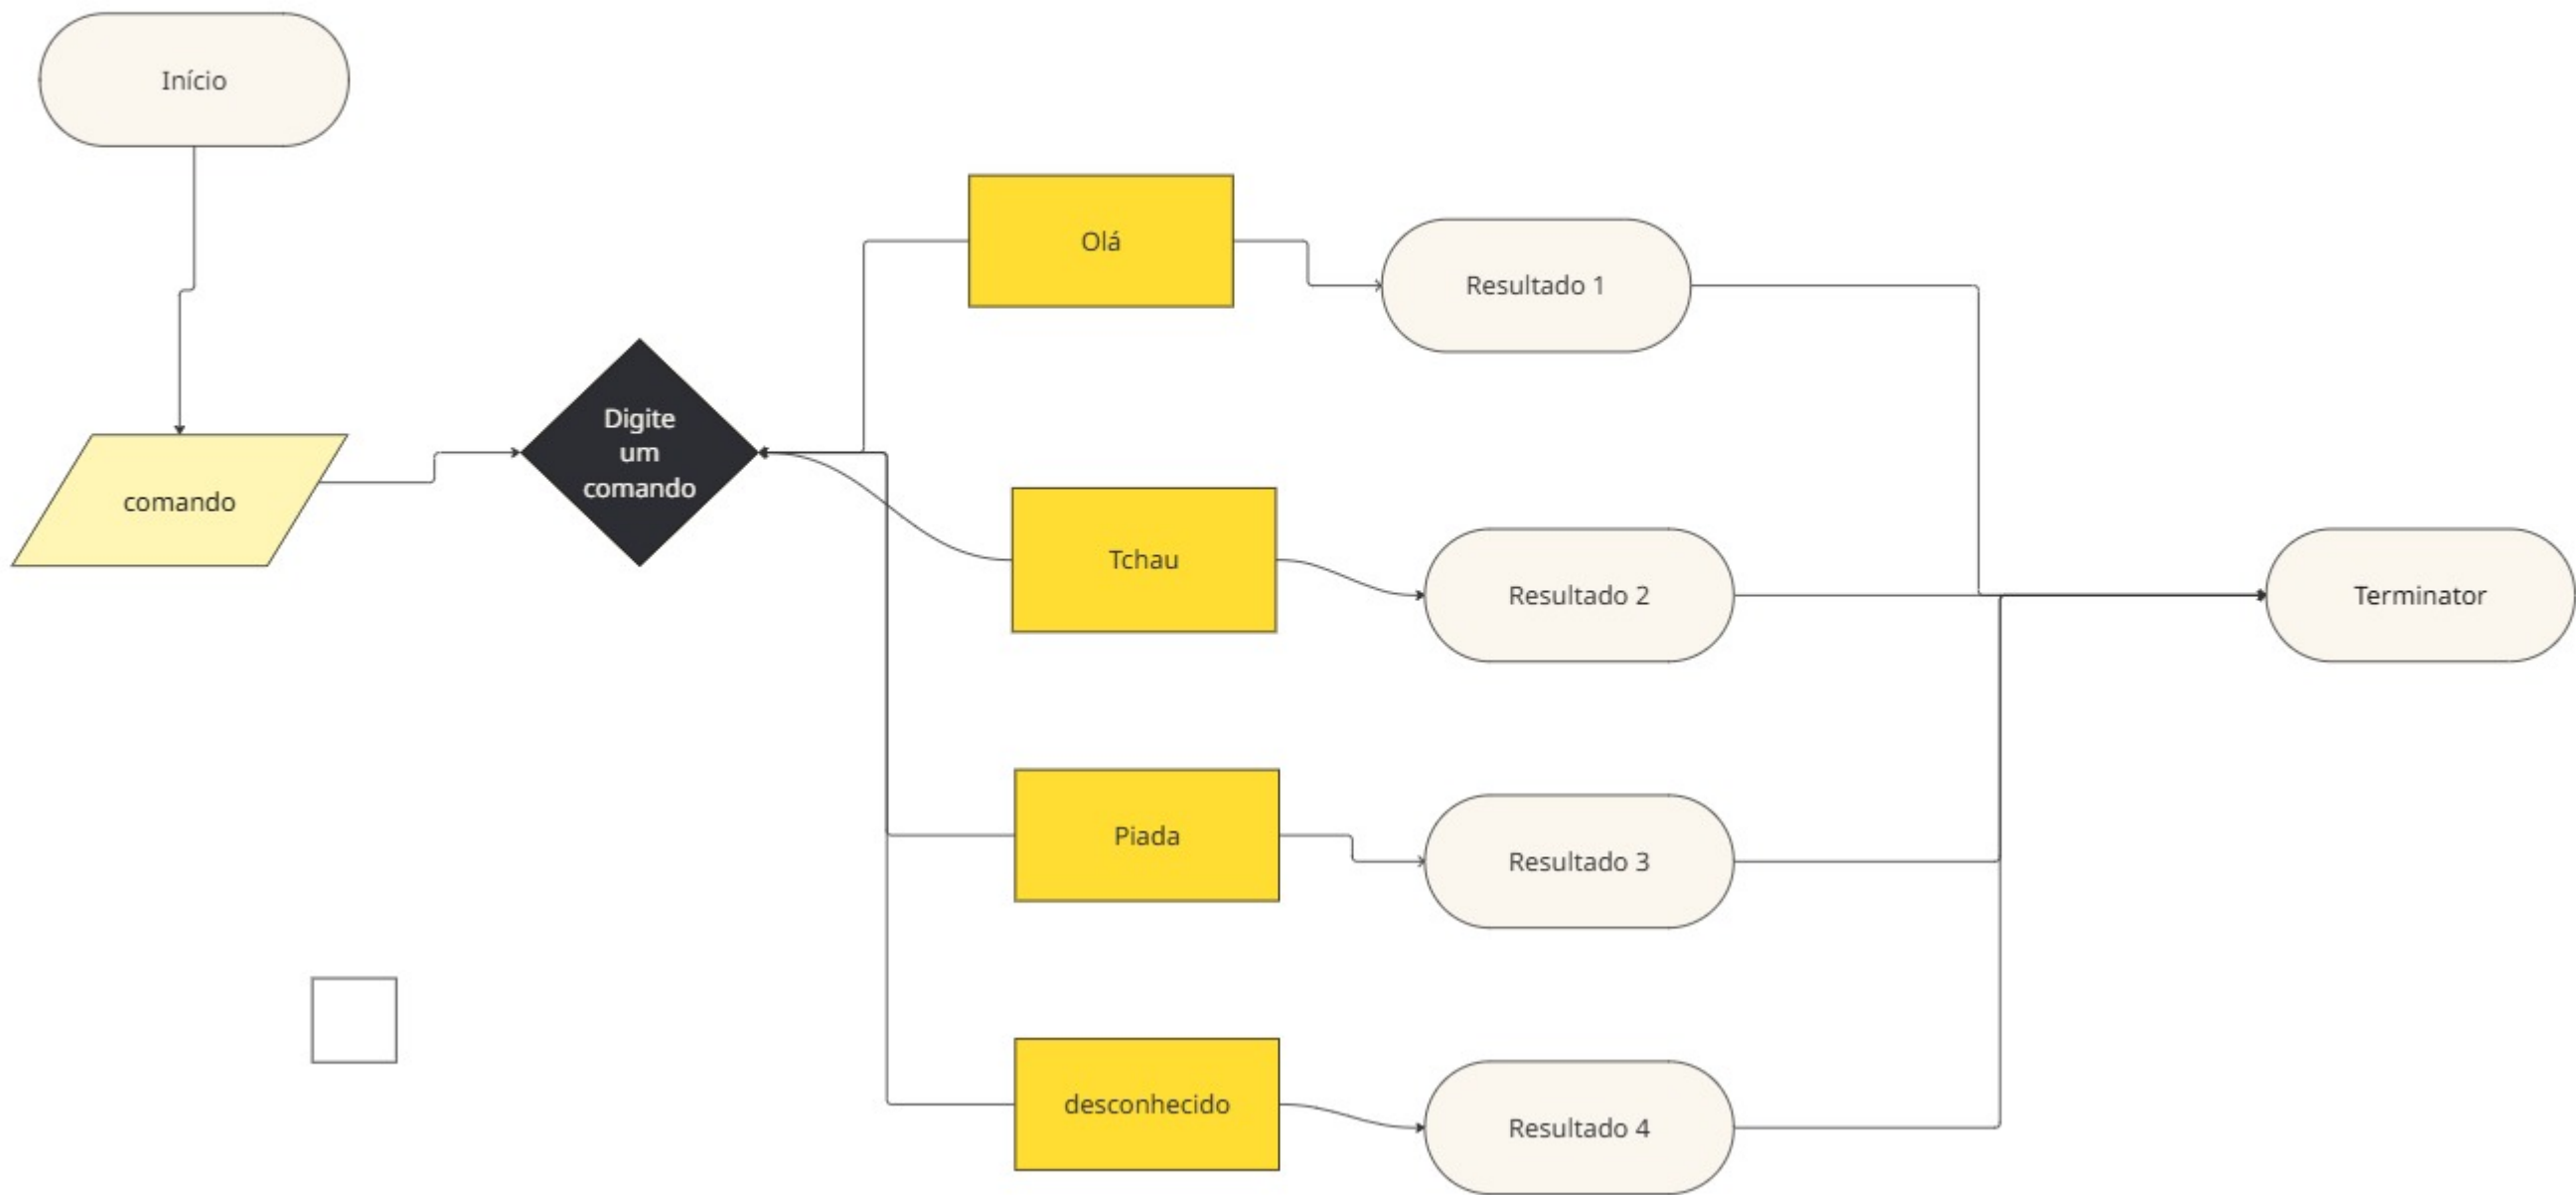 Início
comando
Digite
um
comando
Olá
Resultado 1
Tchau
Resultado 2
Terminator
Piada
Resultado 3
desconhecido
Resultado 4